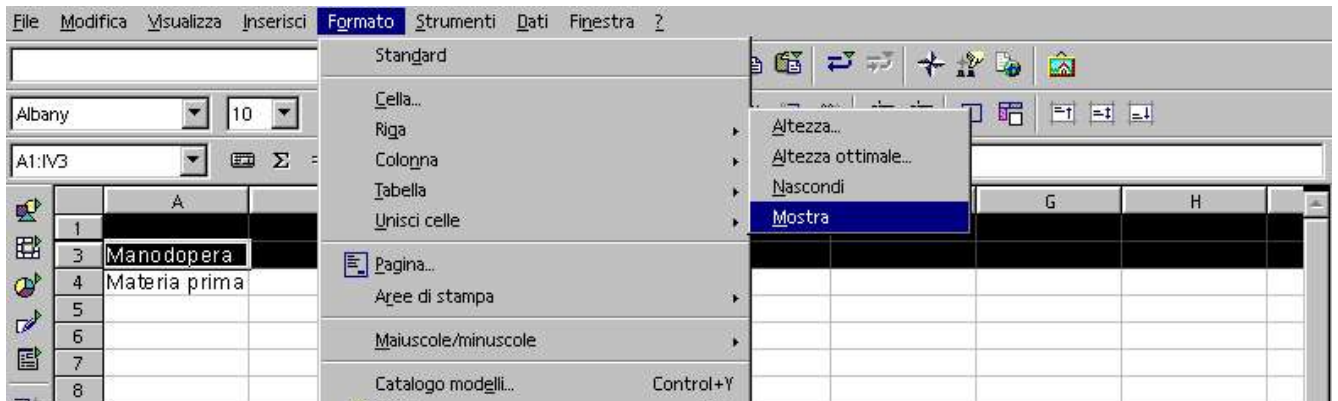 File Modifica Visualizza Inserisci Formato Strumenti Dati Finestra ?
Standard
Albany 10
Cella...
Riga
Colonna
Tabella
Unisci celle
Altezza...
Altezza ottimale...
Nascondi
Mostra
A1:IV3 Σ =
A G H
1
3 Manodopera
4 Materia prima
5
6
7
8
Pagina...
Aree di stampa
Maiuscole/minuscole
Catalogo modelli... Control+Y